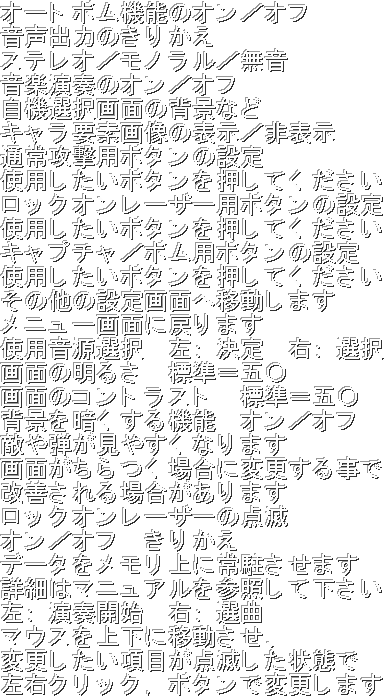 オートボム機能のオン／オフ
音声出力のきりかえ
ステレオ／モノラル／無音
音楽演奏のオン／オフ
自機選択画面の背景など
キャラ要素画像の表示／非表示
通常攻撃用ボタンの設定
使用したいボタンを押してください
ロックオンレーザー用ボタンの設定
使用したいボタンを押してください
キャプチャ／ボム用ボタンの設定
使用したいボタンを押してください
その他の設定画面へ移動します
メニュー画面に戻ります
使用音源選択　左：決定　右：選択
画面の明るさ　標準＝五〇
画面のコントラスト　標準＝五〇
背景を暗くする機能　オン／オフ
敵や弾が見やすくなります
画面がちらつく場合に変更する事で
改善される場合があります
ロックオンレーザーの点滅
オン／オフ　きりかえ
データをメモリ上に常駐させます
詳細はマニュアルを参照して下さい
左：演奏開始　右：選曲
マウスを上下に移動させ、
変更したい項目が点滅した状態で
左右クリック、ボタンで変更します